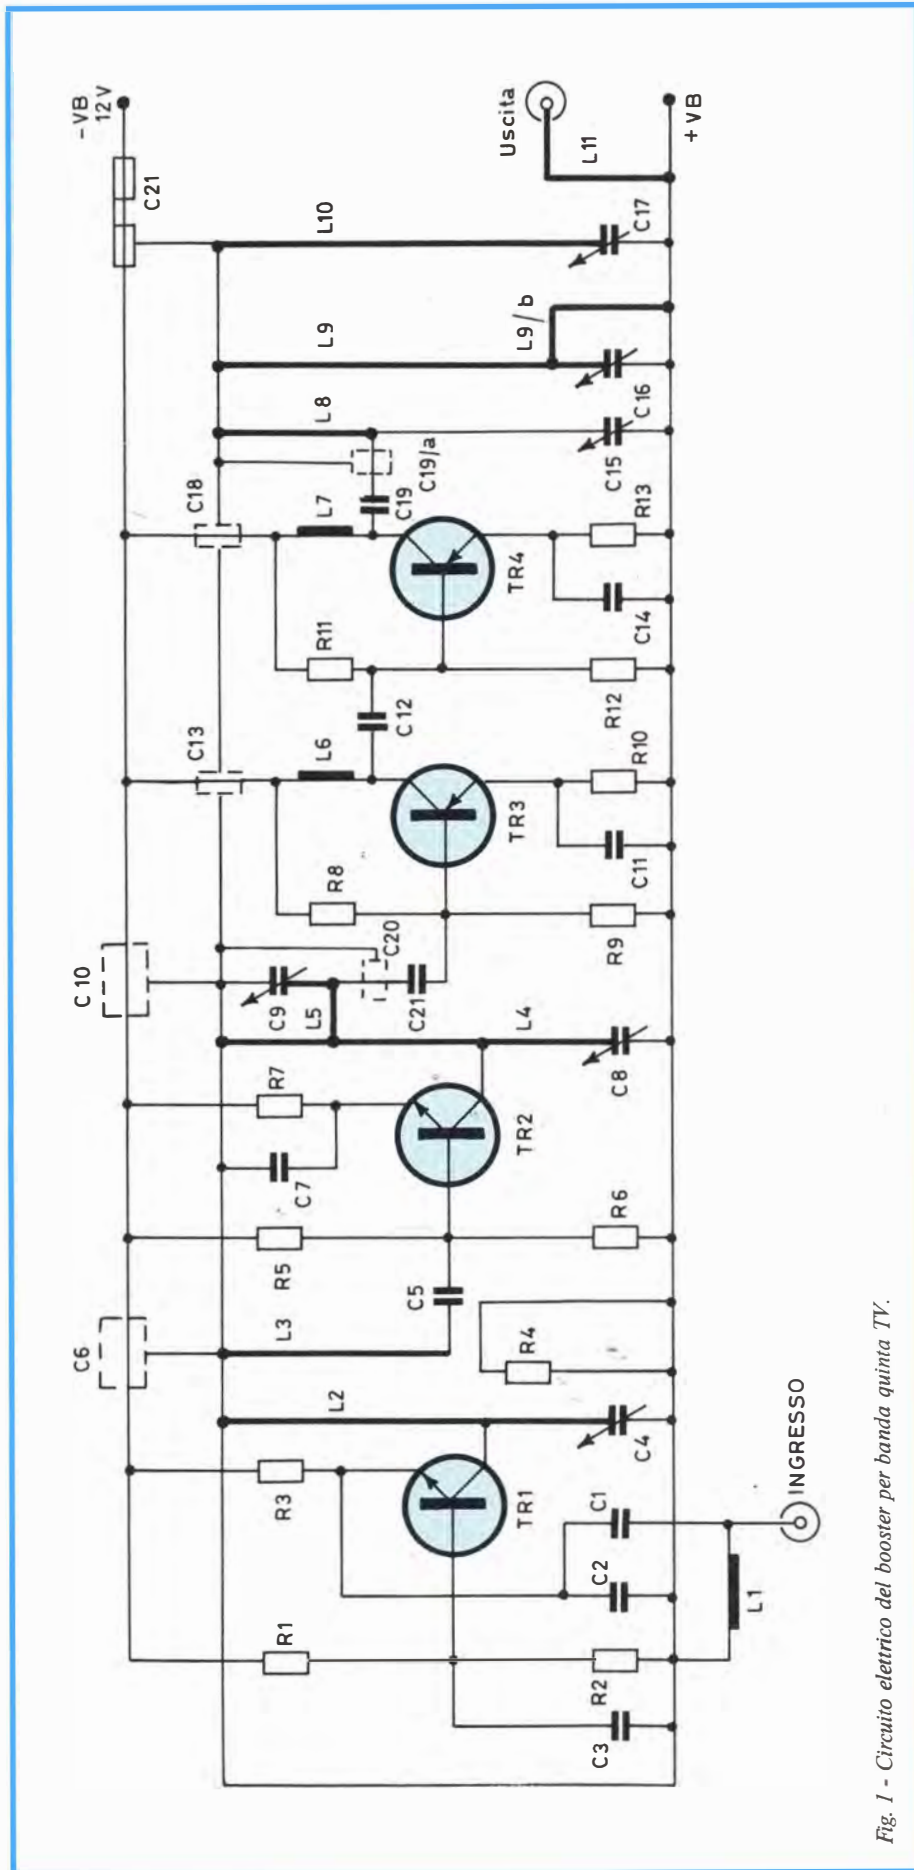 C6
C10
-VB
12 V
C21
C13
C18
R1
R3
L2
L3
R5
C7
R7
C9
L5
R8
L6
R11
L7
L8
L9
L10
C20
C5
C21
C12
C19
C19/a
TR1
R4
TR2
L4
TR3
TR4
L9/b
Uscita
L11
C3
R2
C2
C1
C4
R6
C8
R9
C11
R10
R12
C14
R13
C15
C16
C17
+VB
L1
INGRESSO
Fig. 1 - Circuito elettrico del booster per banda quinta TV.